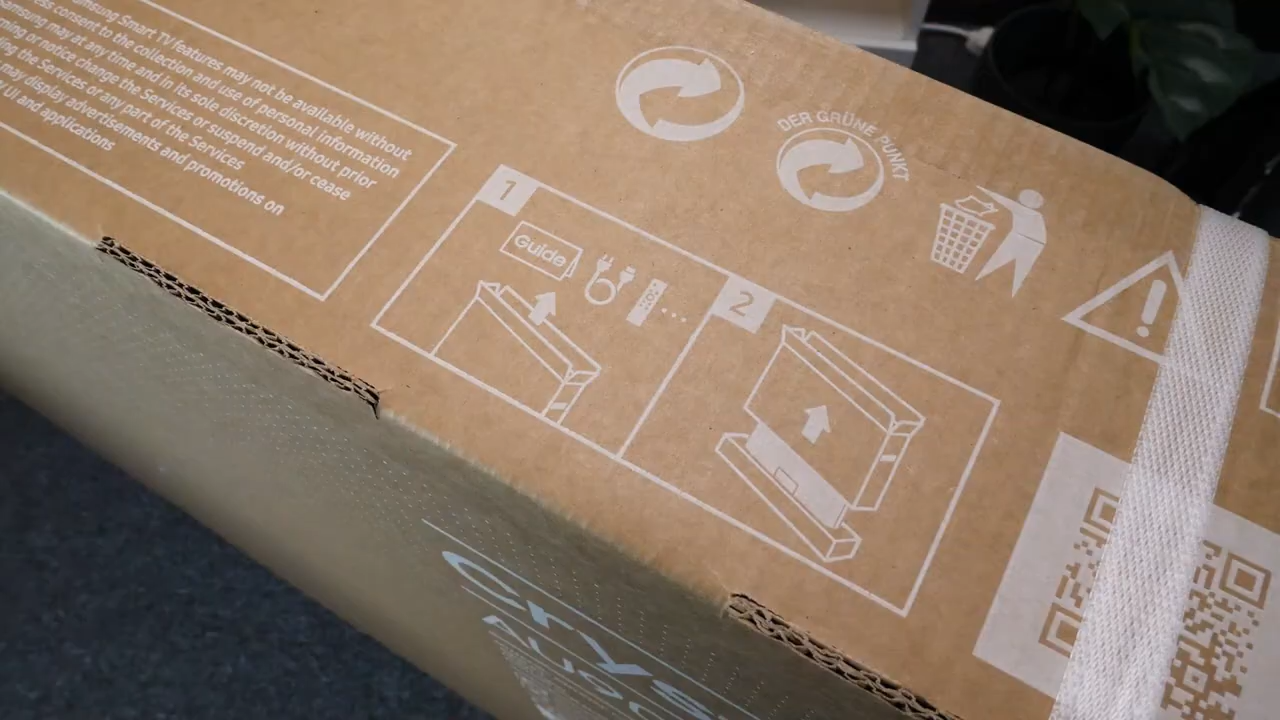 Samsung Smart TV features may not be available without
consent to the collection and use of personal information
Samsung may at any time and in its sole discretion without prior
or notice change the Services or suspend and/or cease
the Services or any part of the Services
may display advertisements and promotions on
UI and applications
DER GRÜNE PUNKT
1
Guide
2
Crys